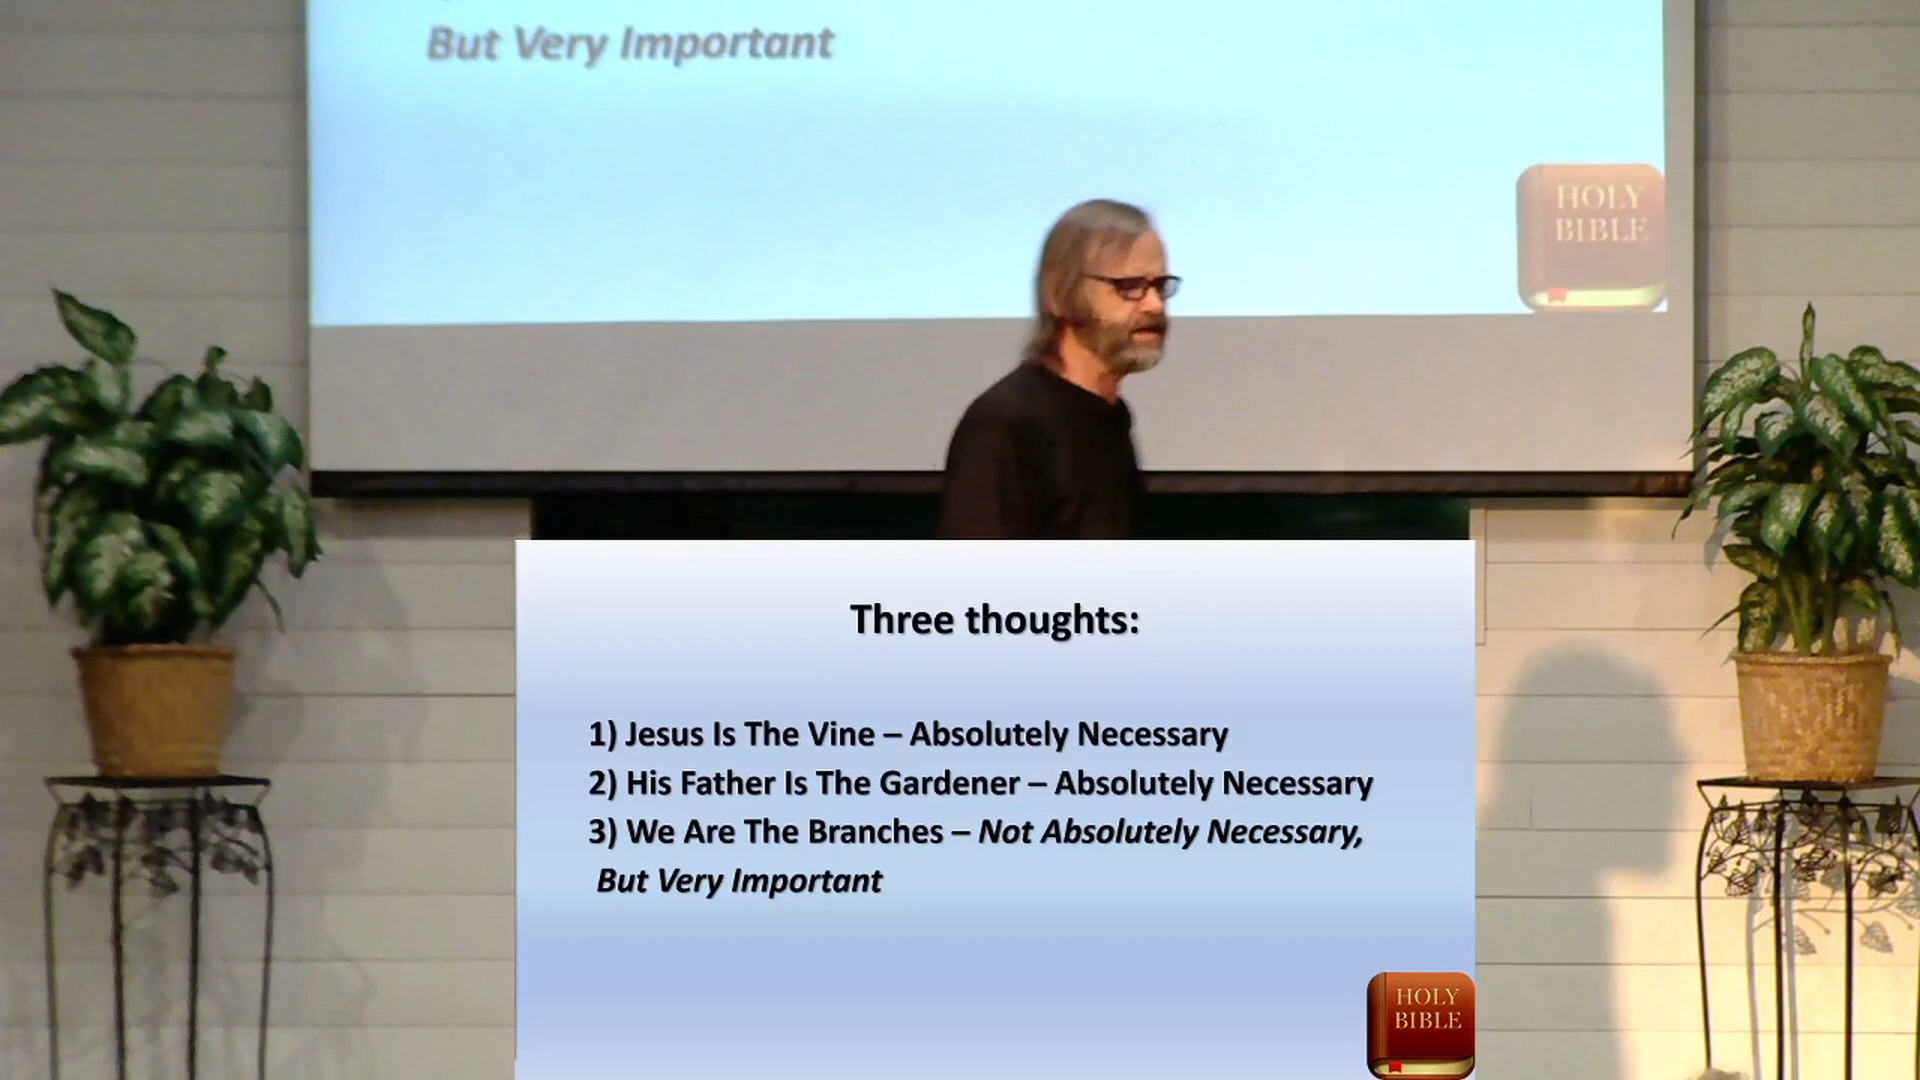 But Very Important
HOLY
BIBLE
Three thoughts:
1) Jesus Is The Vine – Absolutely Necessary
2) His Father Is The Gardener – Absolutely Necessary
3) We Are The Branches – Not Absolutely Necessary,
But Very Important
HOLY
BIBLE